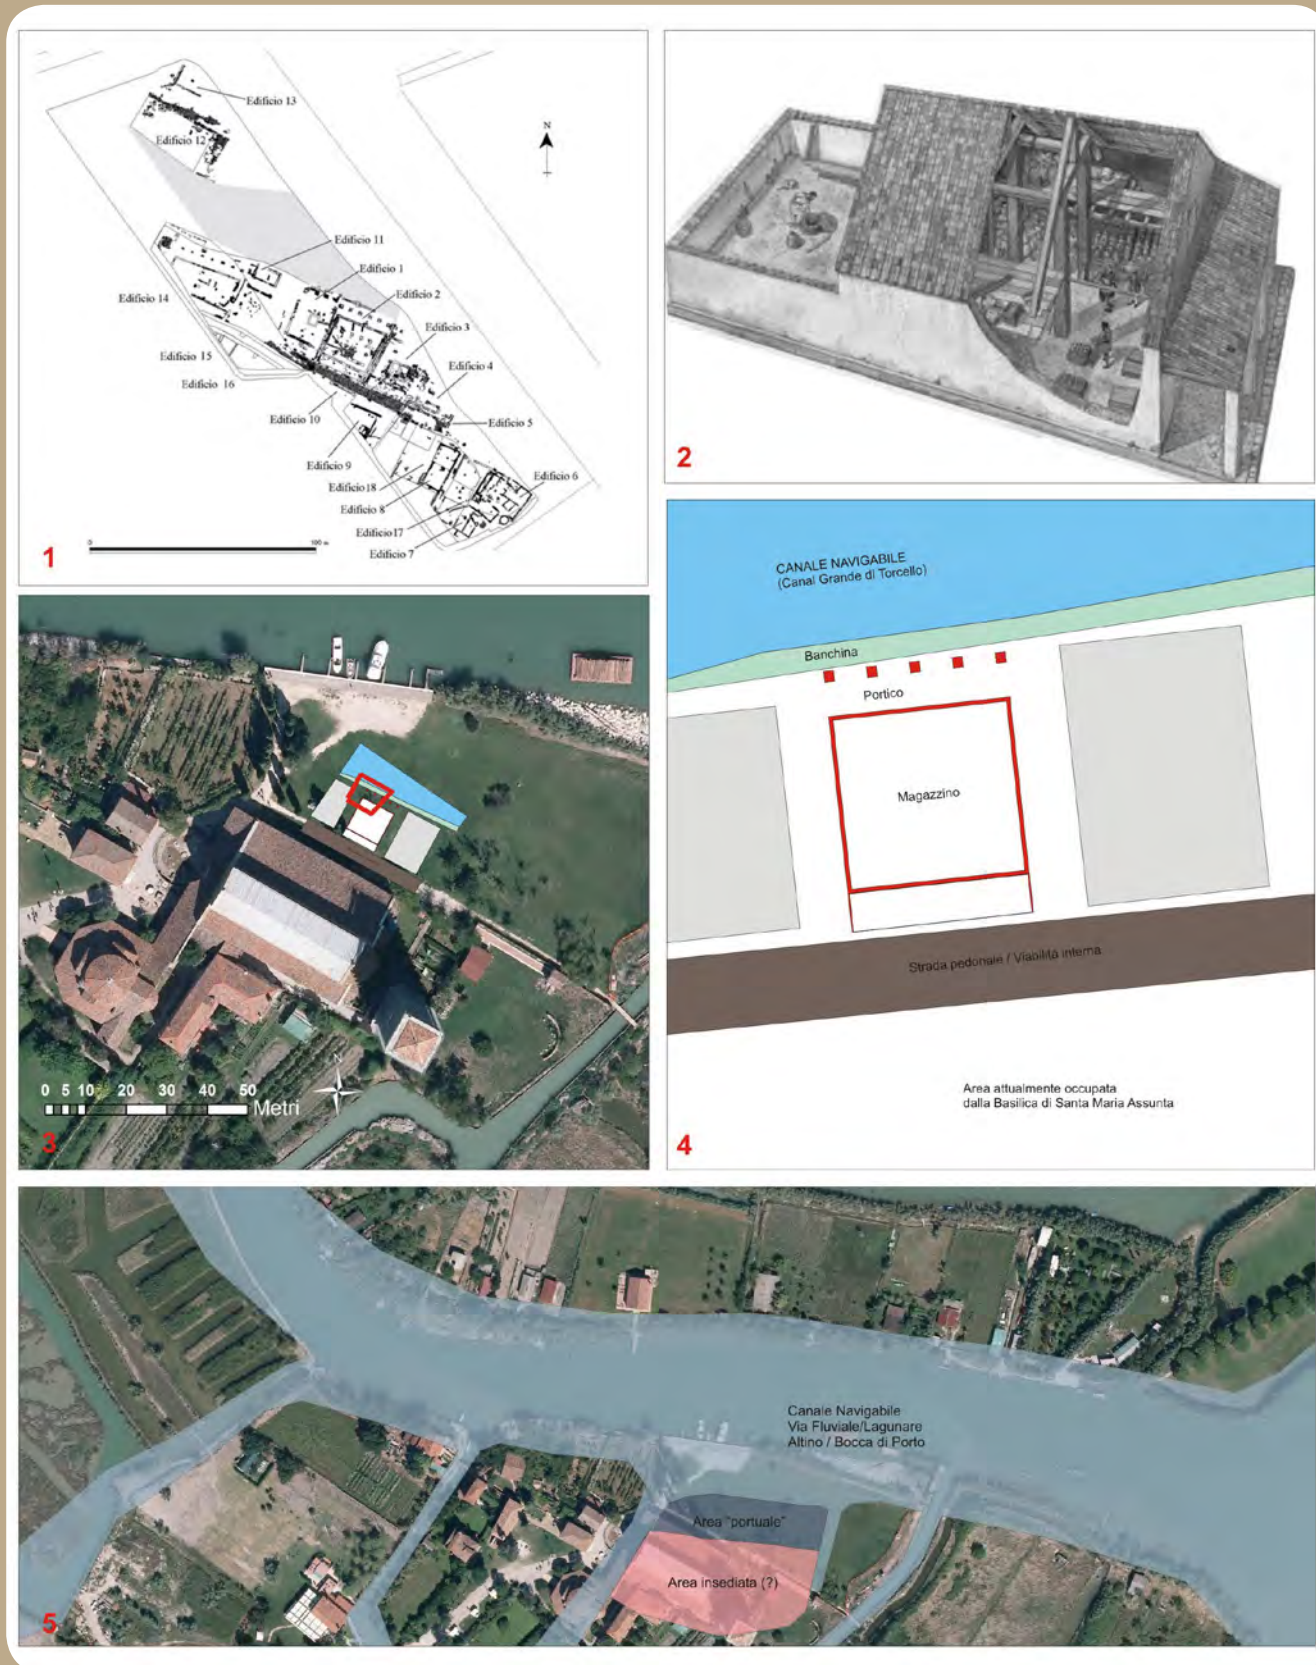 Edificio 13
N
Edificio 12
Edificio 11
Edificio 1
Edificio 2
Edificio 14
Edificio 3
Edificio 15
Edificio 4
Edificio 16
Edificio 10
Edificio 5
Edificio 9
Edificio 6
Edificio18
Edificio 8
Edificio17
Edificio 7
0 100 m
1
2
N
0 5 10 20 30 40 50
Metri
3
CANALE NAVIGABILE
(Canal Grande di Torcello)
Banchina
Portico
Magazzino
Strada pedonale / Viabilità interna
Area attualmente occupata
dalla Basilica di Santa Maria Assunta
4
Canale Navigabile
Via Fluviale/Lagunare
Altino / Bocca di Porto
Area "portuale"
Area insediata (?)
5